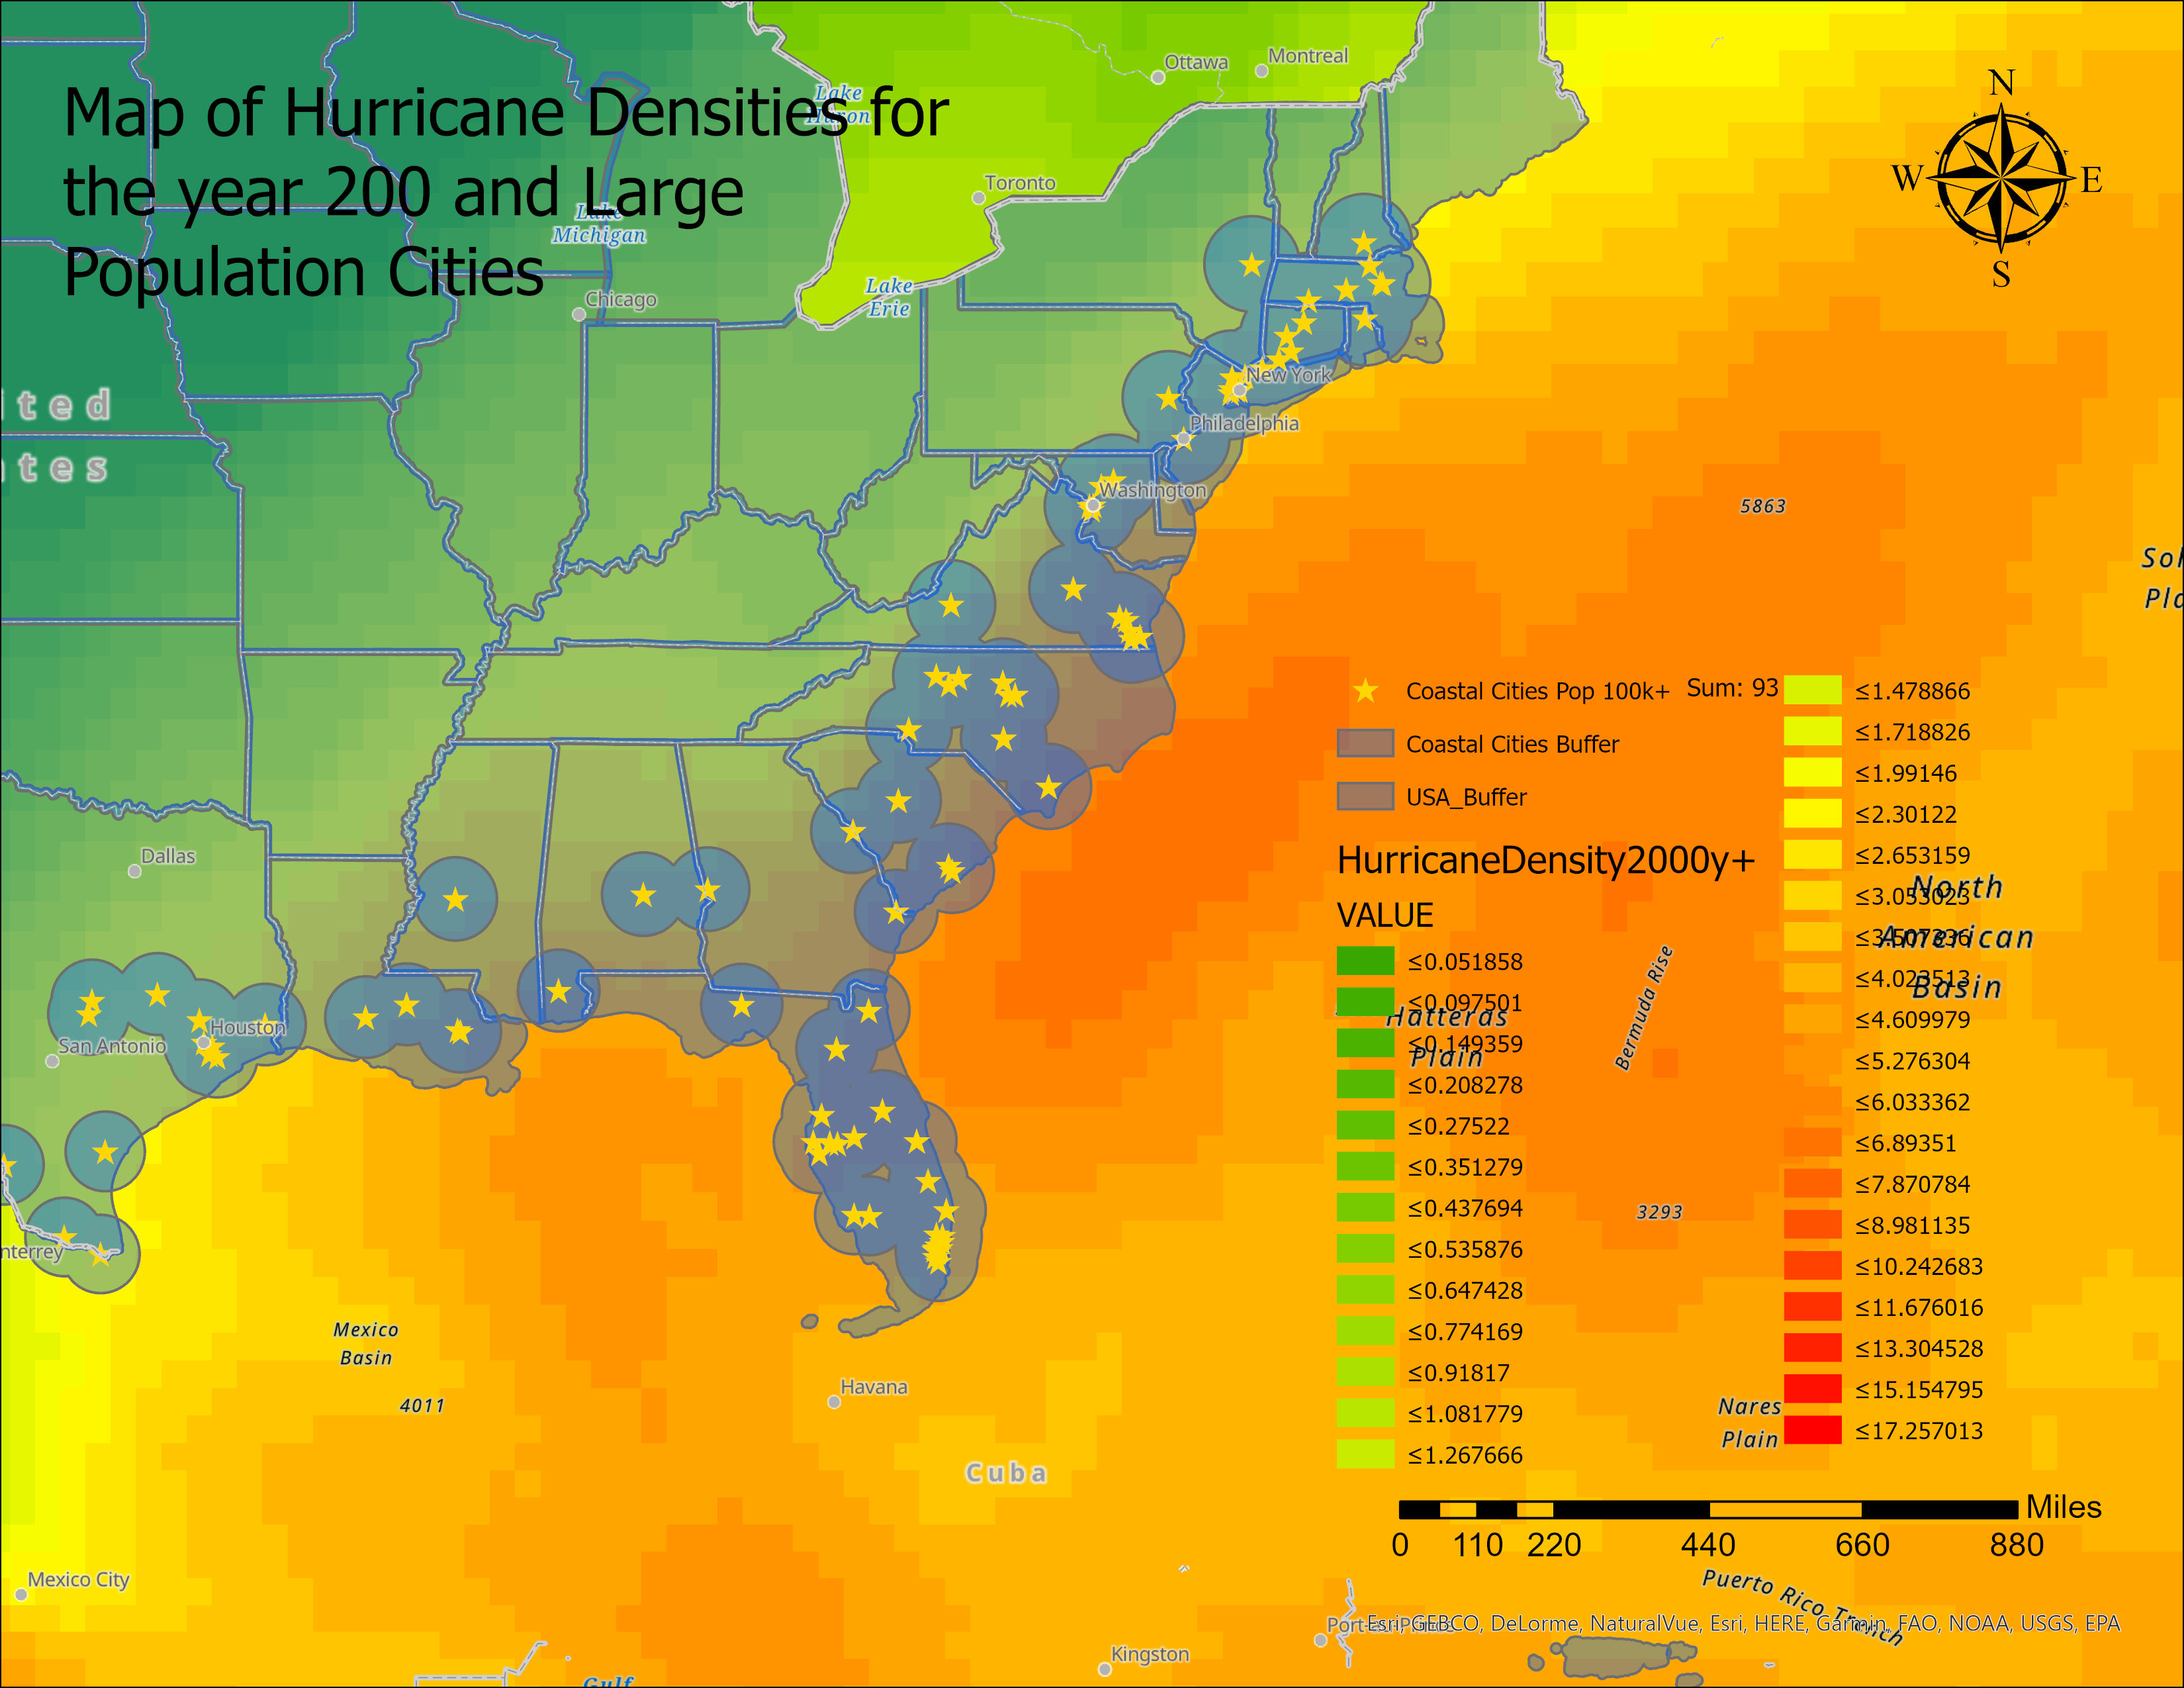 Map of Hurricane Densities for
the year 200 and Large
Population Cities
Lake
Huron
Lake
Michigan
Lake
Erie
Ottawa
Montreal
Toronto
Chicago
N
W
E
S
ited
ates
New York
Philadelphia
Washington
5863
Dallas
Houston
San Antonio
nterrey
Mexico
Basin
4011
Havana
Cuba
Mexico City
Kingston
Gulf
Coastal Cities Pop 100k+ Sum: 93
Coastal Cities Buffer
USA_Buffer
HurricaneDensity2000y+
VALUE
≤0.051858
≤0.097501
≤0.149359
≤0.208278
≤0.27522
≤0.351279
≤0.437694
≤0.535876
≤0.647428
≤0.774169
≤0.91817
≤1.081779
≤1.267666
≤1.478866
≤1.718826
≤1.99146
≤2.30122
≤2.653159
≤3.053023
≤3.507336
≤4.023513
≤4.609979
≤5.276304
≤6.033362
≤6.89351
≤7.870784
≤8.981135
≤10.242683
≤11.676016
≤13.304528
≤15.154795
≤17.257013
North
American
Basin
Hatteras
Plain
Bermuda Rise
3293
Nares
Plain
Miles
0 110 220 440 660 880
Puerto Rico Trench
Esri, GEBCO, DeLorme, NaturalVue, Esri, HERE, Garmin, FAO, NOAA, USGS, EPA